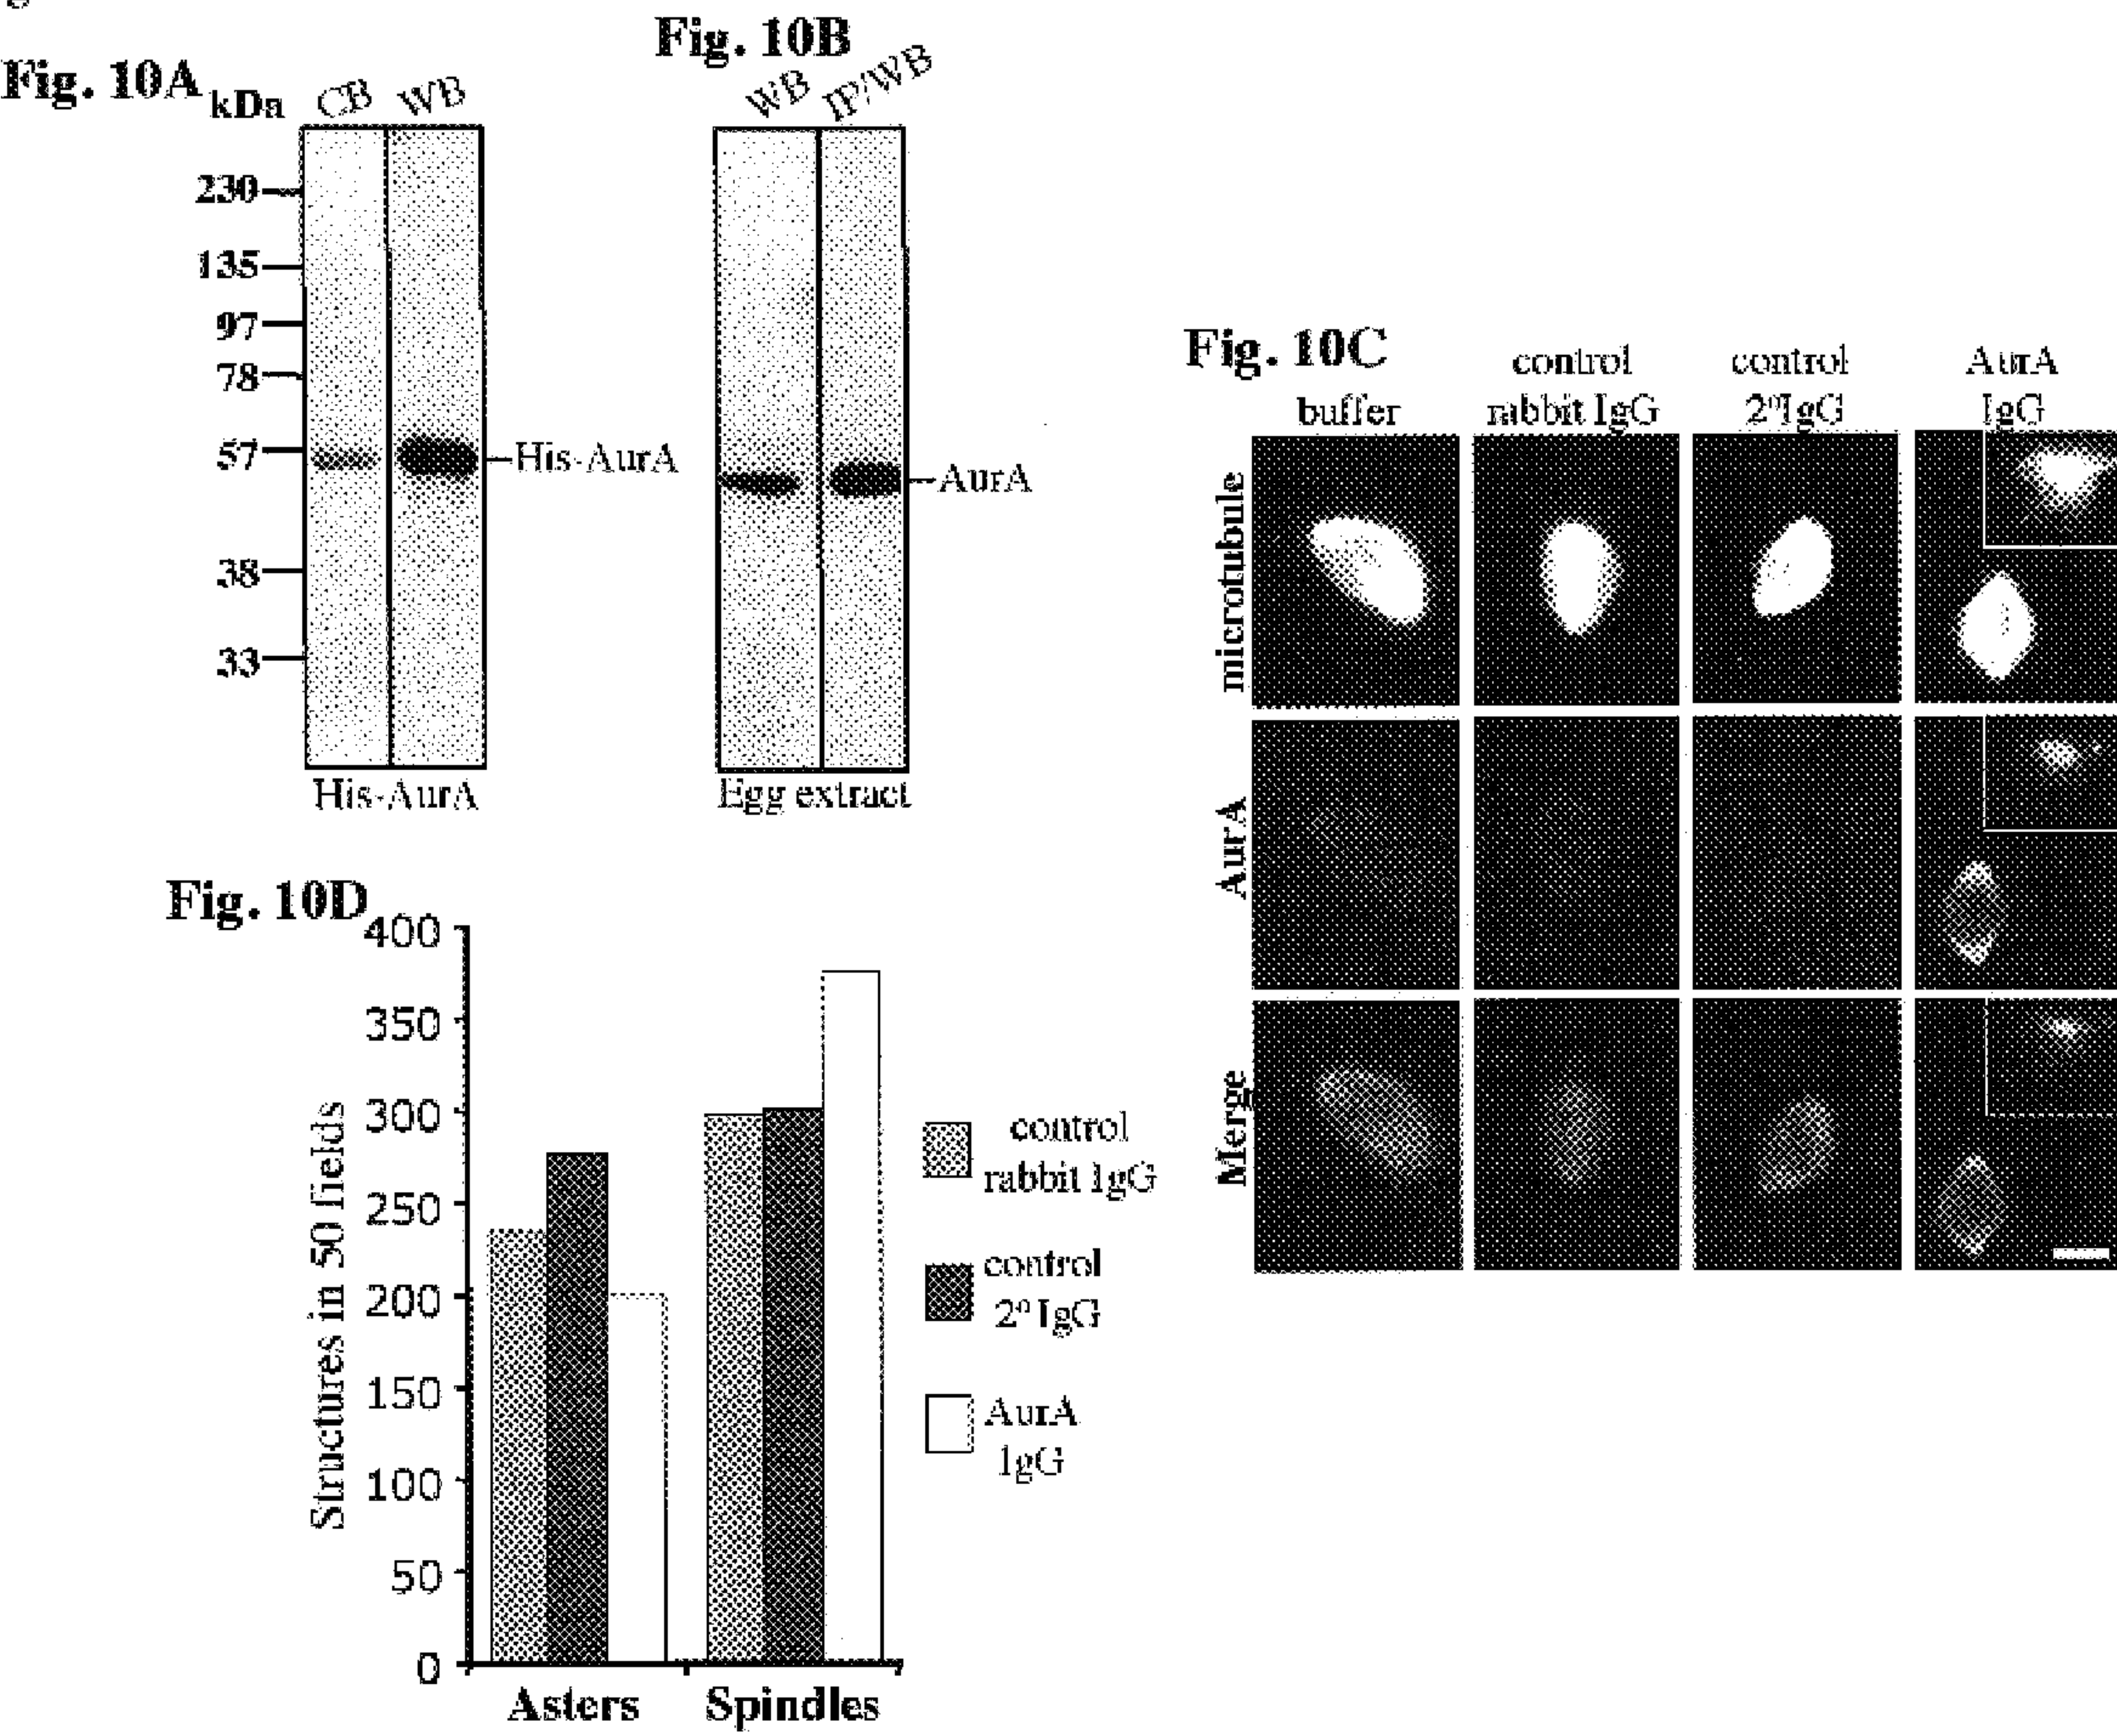 Fig. 10A
kDa
CB
WB
230
135
97
78
57
38
33
His-AurA
His-AurA
Fig. 10B
WB
IP/WB
AurA
Egg extract
Fig. 10C
buffer
control
rabbit IgG
control
2ºIgG
AurA
IgG
microtubule
AurA
Merge
Fig. 10D
400
350
300
250
200
150
100
50
0
Structures in 50 fields
Asters
Spindles
control
rabbit IgG
control
2º IgG
AurA
IgG